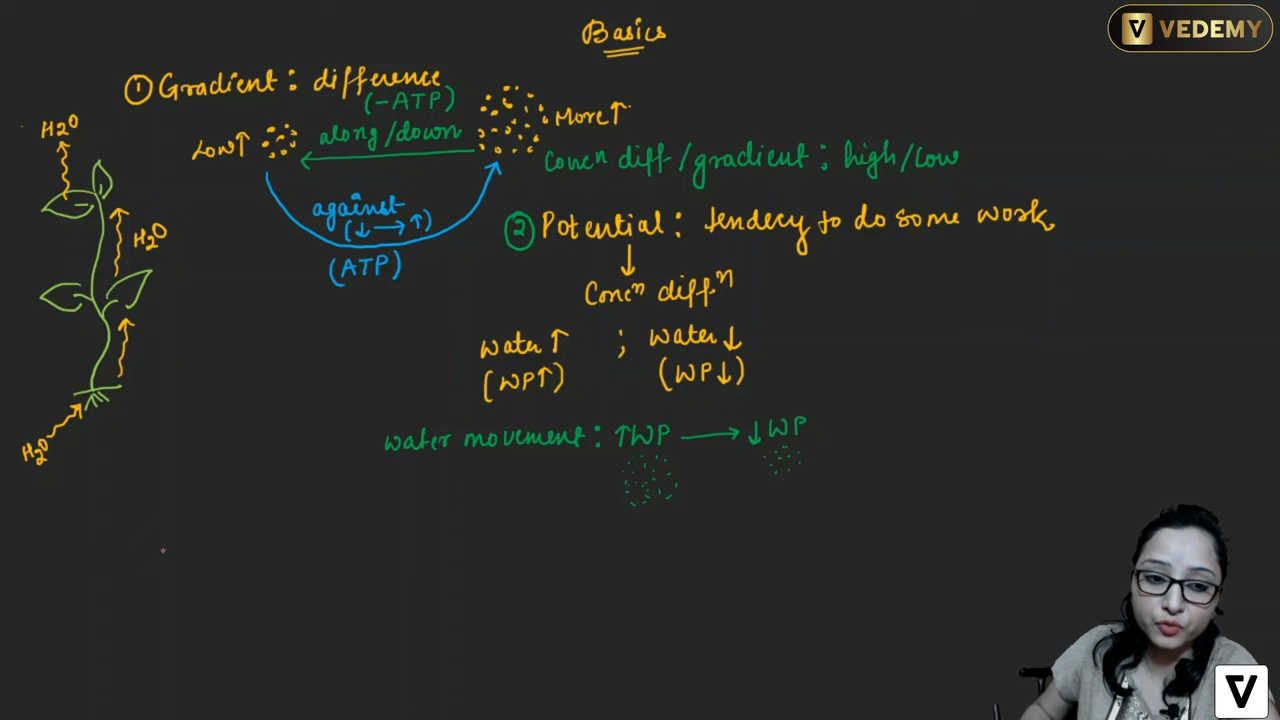 Basics
VEDEMY
① Gradient : difference
(-ATP)
Low↑ along/down More↑
H2O
Concⁿ diff/gradient : high/low
against
(↓ → ↑)
(ATP)
② Potential : tendecy to do some work
↓
H2O
Concⁿ diffⁿ
Water ↑ ; Water ↓
(WP↑) (WP↓)
water movement : ↑WP → ↓WP
H2O